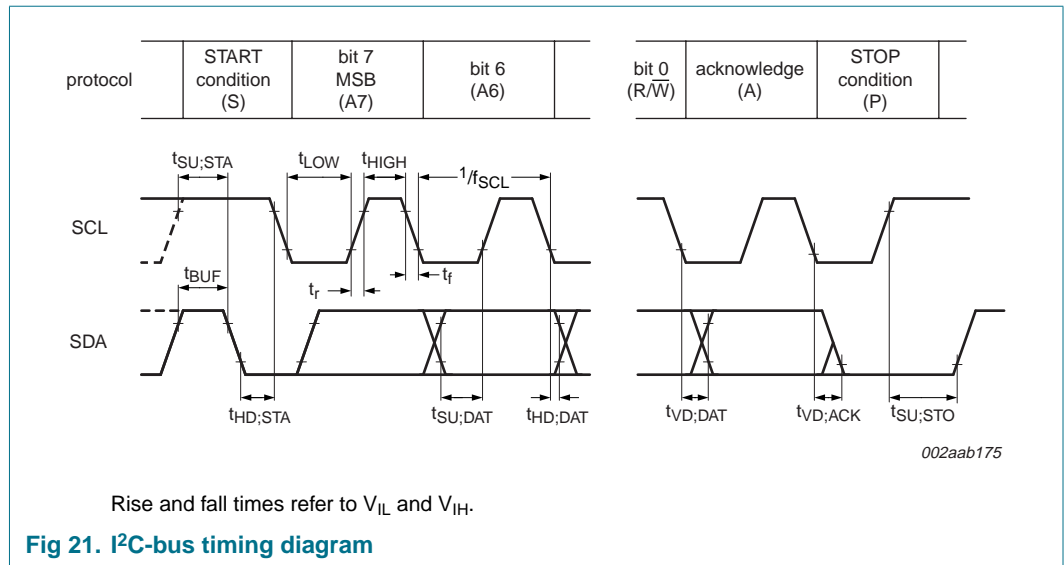 protocol
START
condition
(S)
bit 7
MSB
(A7)
bit 6
(A6)
bit 0
(R/W̅)
acknowledge
(A)
STOP
condition
(P)
tSU;STA
tLOW
tHIGH
1/fSCL
SCL
tBUF
tr
tf
SDA
tHD;STA
tSU;DAT
tHD;DAT
tVD;DAT
tVD;ACK
tSU;STO
002aab175
Rise and fall times refer to VIL and VIH.
Fig 21. I²C-bus timing diagram